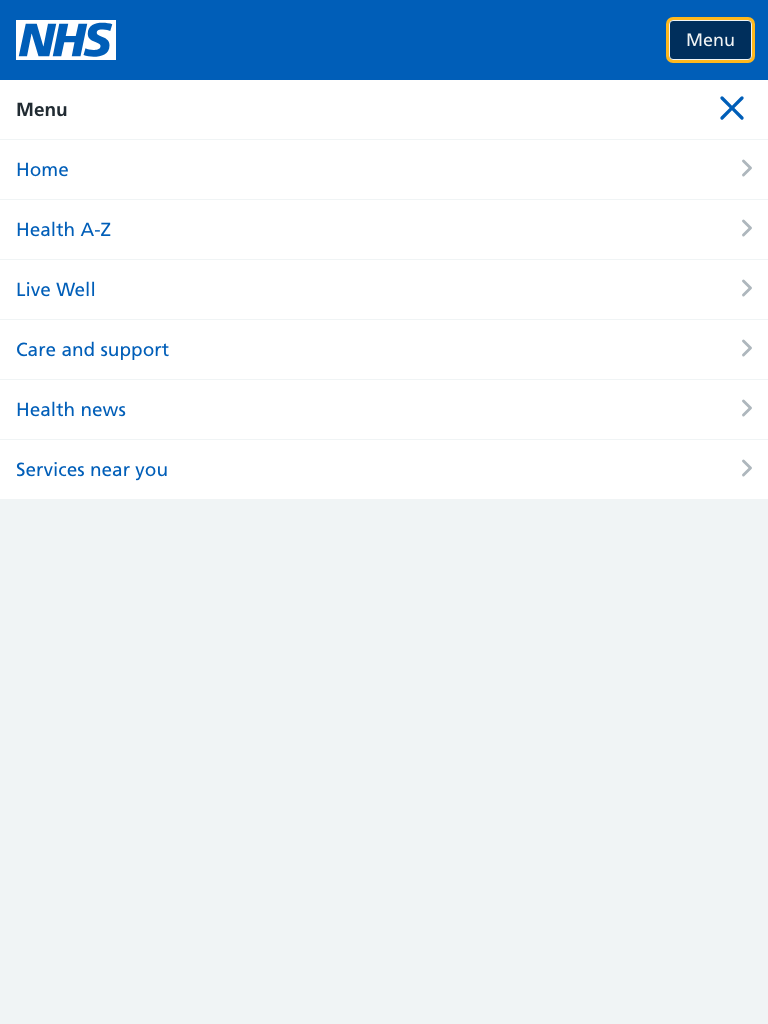 NHS
Menu
Menu
Home
Health A-Z
Live Well
Care and support
Health news
Services near you